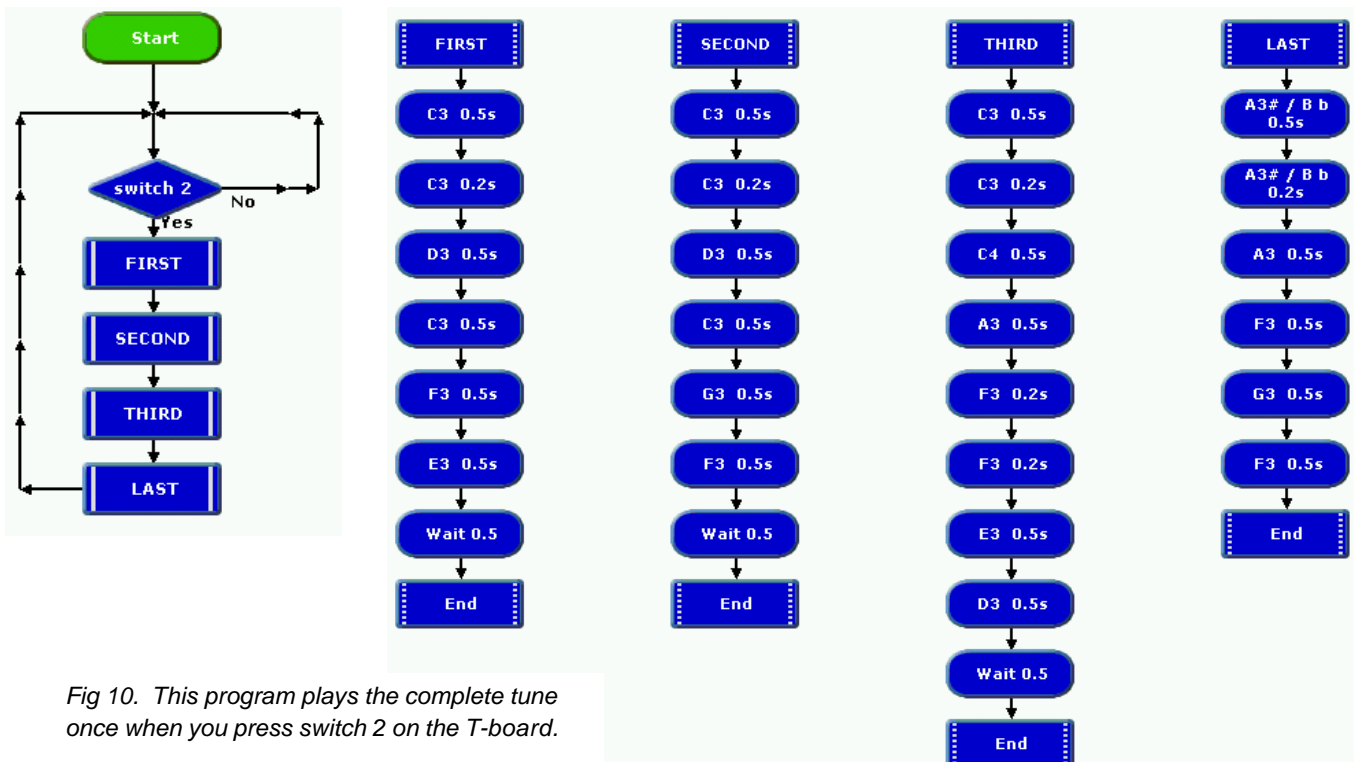 Start
switch 2
No
Yes
FIRST
SECOND
THIRD
LAST
FIRST
C3 0.5s
C3 0.2s
D3 0.5s
C3 0.5s
F3 0.5s
E3 0.5s
Wait 0.5
End
SECOND
C3 0.5s
C3 0.2s
D3 0.5s
C3 0.5s
G3 0.5s
F3 0.5s
Wait 0.5
End
THIRD
C3 0.5s
C3 0.2s
C4 0.5s
A3 0.5s
F3 0.2s
F3 0.2s
E3 0.5s
D3 0.5s
Wait 0.5
End
LAST
A3# / B b
0.5s
A3# / B b
0.2s
A3 0.5s
F3 0.5s
G3 0.5s
F3 0.5s
End
Fig 10. This program plays the complete tune
once when you press switch 2 on the T-board.